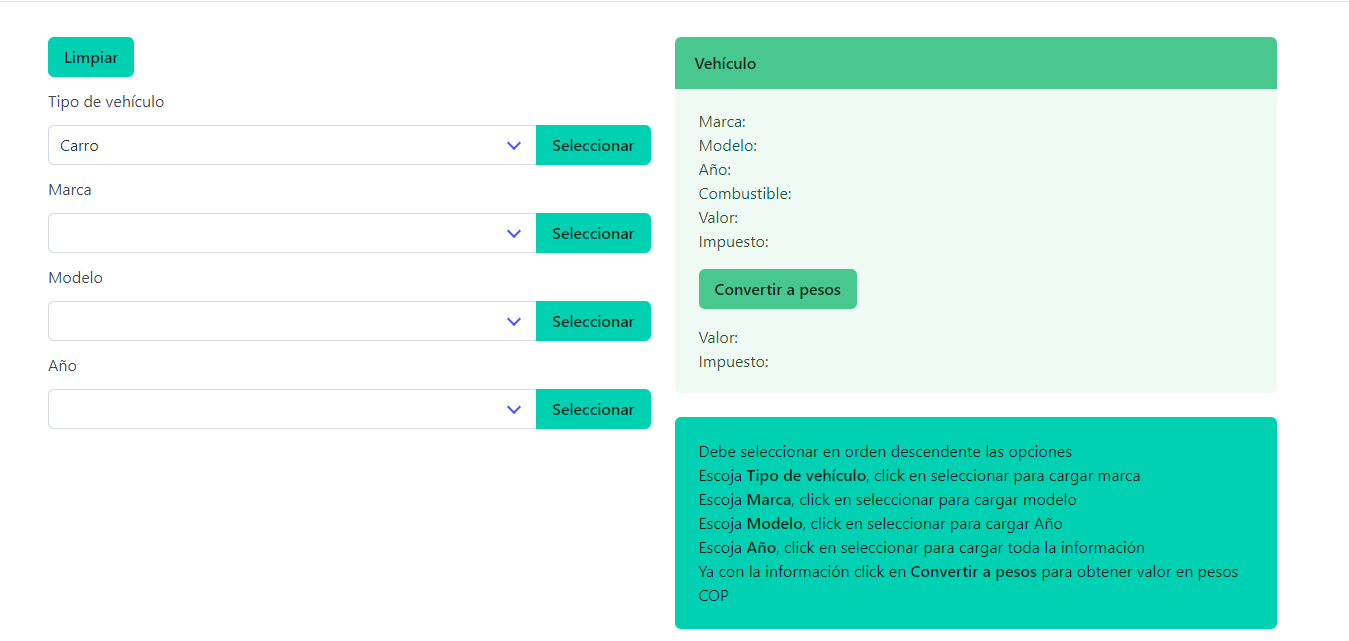 Limpiar
Tipo de vehículo
Carro
Seleccionar
Marca
Seleccionar
Modelo
Seleccionar
Año
Seleccionar
Vehículo
Marca:
Modelo:
Año:
Combustible:
Valor:
Impuesto:
Convertir a pesos
Valor:
Impuesto:
Debe seleccionar en orden descendente las opciones
Escoja Tipo de vehículo, click en seleccionar para cargar marca
Escoja Marca, click en seleccionar para cargar modelo
Escoja Modelo, click en seleccionar para cargar Año
Escoja Año, click en seleccionar para cargar toda la información
Ya con la información click en Convertir a pesos para obtener valor en pesos
COP